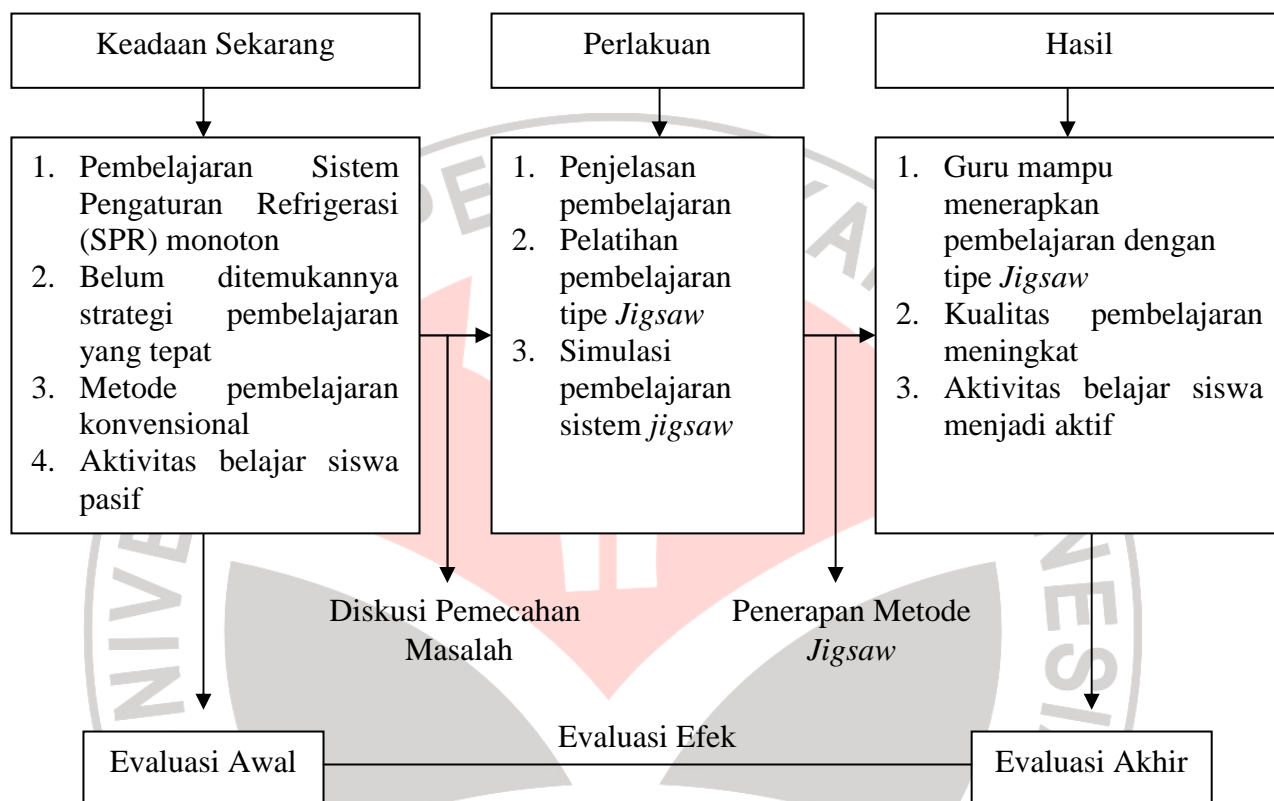 Keadaan Sekarang
Perlakuan
Hasil
1. Pembelajaran Sistem
Pengaturan Refrigerasi
(SPR) monoton
2. Belum ditemukannya
strategi pembelajaran
yang tepat
3. Metode pembelajaran
konvensional
4. Aktivitas belajar siswa
pasif
1. Penjelasan
pembelajaran
2. Pelatihan
pembelajaran
tipe Jigsaw
3. Simulasi
pembelajaran
sistem jigsaw
1. Guru mampu
menerapkan
pembelajaran dengan
tipe Jigsaw
2. Kualitas pembelajaran
meningkat
3. Aktivitas belajar siswa
menjadi aktif
Diskusi Pemecahan
Masalah
Penerapan Metode
Jigsaw
Evaluasi Awal
Evaluasi Efek
Evaluasi Akhir